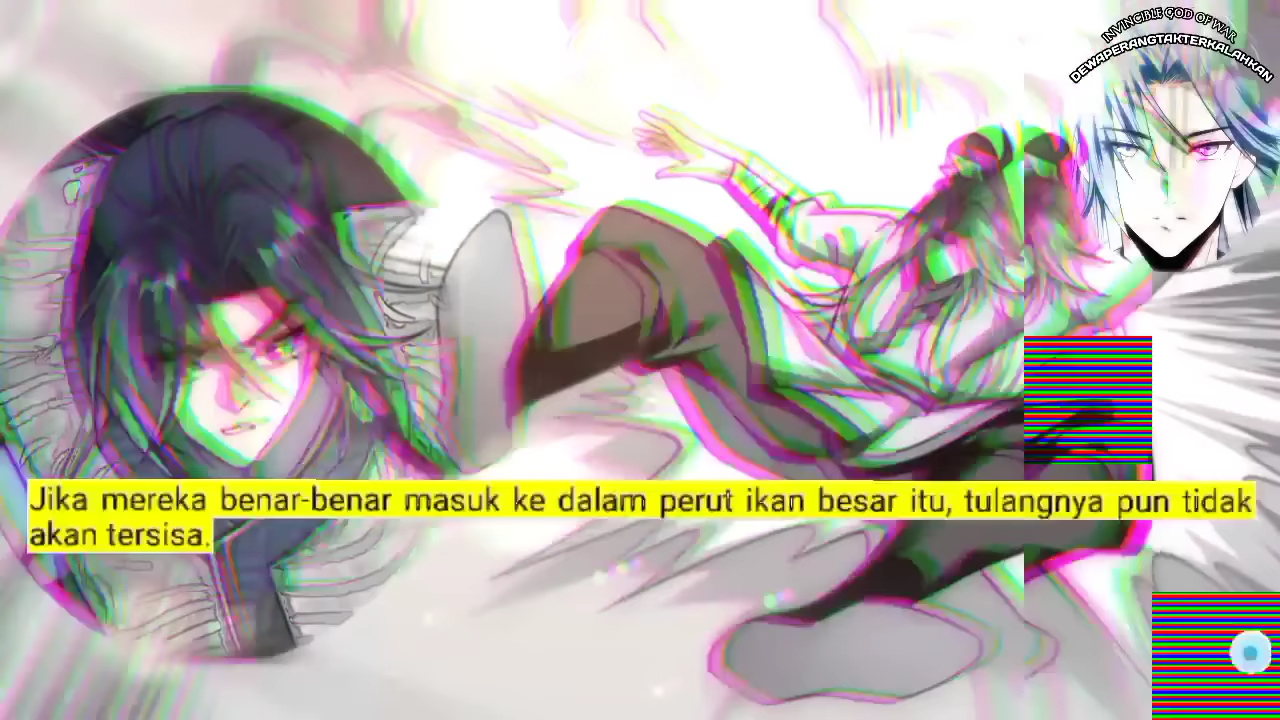 INVINCIBLE GOD OF WAR
DEWAPERANGTAKTERKALAHKAN
Jika mereka benar-benar masuk ke dalam perut ikan besar itu, tulangnya pun tidak
akan tersisa.